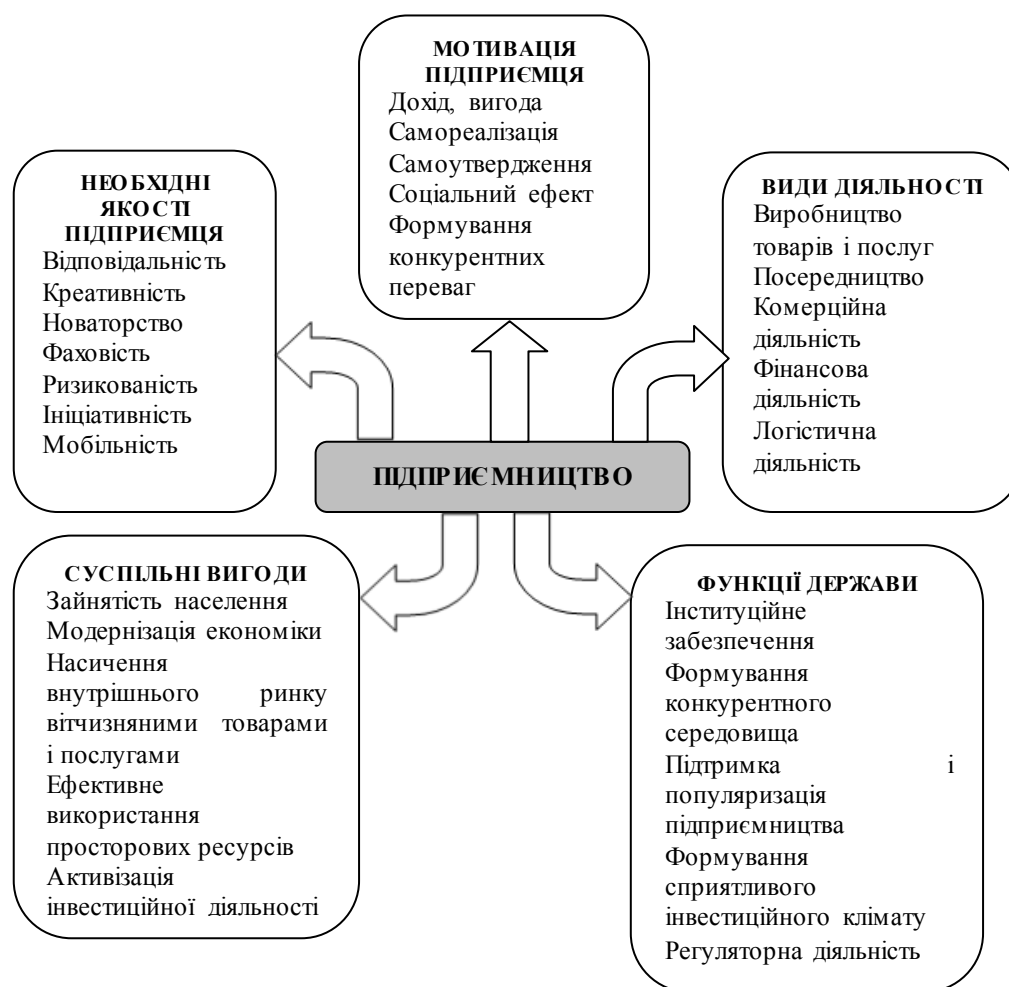 МОТИВАЦІЯ
ПІДПРИЄМЦЯ
Дохід, вигода
Самореалізація
Самоутвердження
Соціальний ефект
Формування
конкурентних
переваг
НЕОБХІДНІ
ЯКОСТІ
ПІДПРИЄМЦЯ
Відповідальність
Креативність
Новаторство
Фаховість
Ризикованість
Ініціативність
Мобільність
ВИДИ ДІЯЛЬНОСТІ
Виробництво
товарів і послуг
Посередництво
Комерційна
діяльність
Фінансова
діяльність
Логістична
діяльність
ПІДПРИЄМНИЦТВО
СУСПІЛЬНІ ВИГОДИ
Зайнятість населення
Модернізація економіки
Насичення
внутрішнього ринку
вітчизняними товарами
і послугами
Ефективне
використання
просторових ресурсів
Активізація
інвестиційної діяльності
ФУНКЦІЇ ДЕРЖАВИ
Інституційне
забезпечення
Формування
конкурентного
середовища
Підтримка і
популяризація
підприємництва
Формування
сприятливого
інвестиційного клімату
Регуляторна діяльність